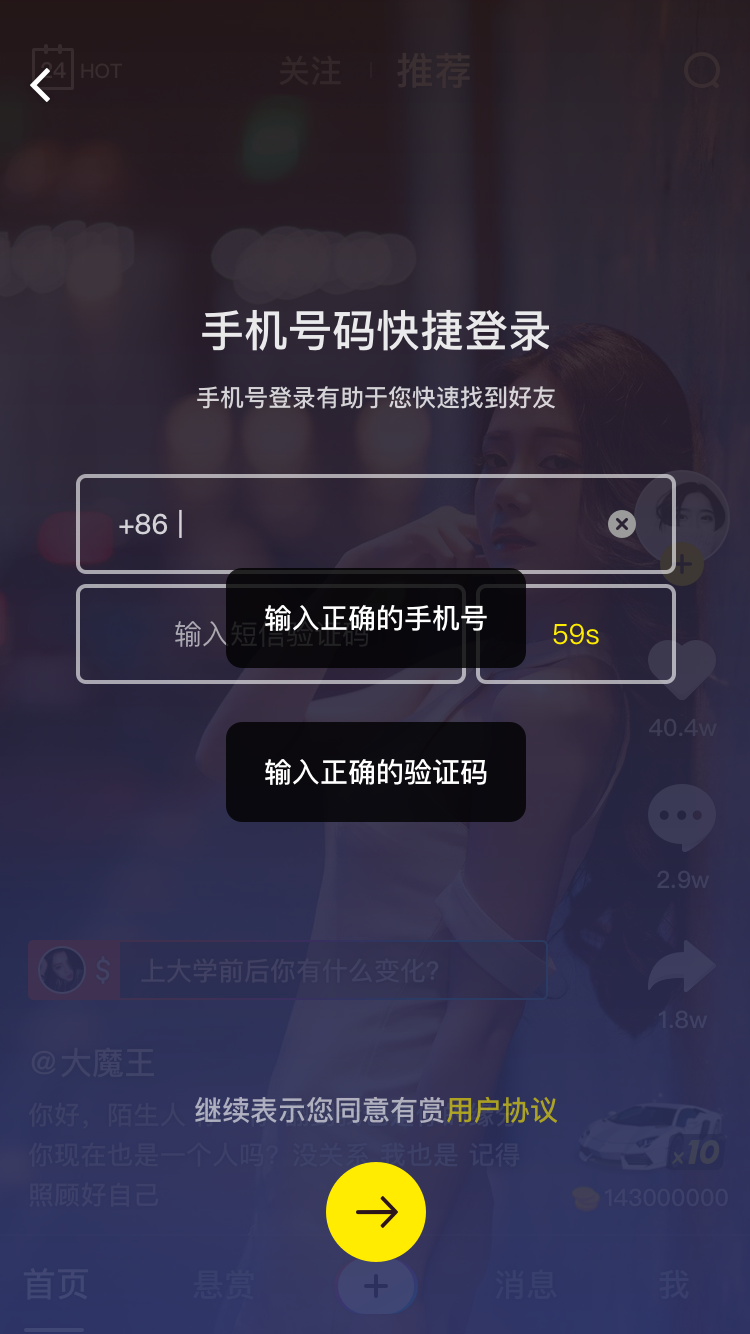 24 HOT
关注 推荐
手机号码快捷登录
手机号登录有助于您快速找到好友
+86
输入短信验证码
输入正确的手机号
59s
40.4w
输入正确的验证码
2.9w
$ 上大学前后你有什么变化?
1.8w
@大魔王
继续表示您同意有赏用户协议
你好，陌生人
你现在也是一个人吗？没关系 我也是 记得
照顾好自己
x10
143000000
首页 悬赏 + 消息 我